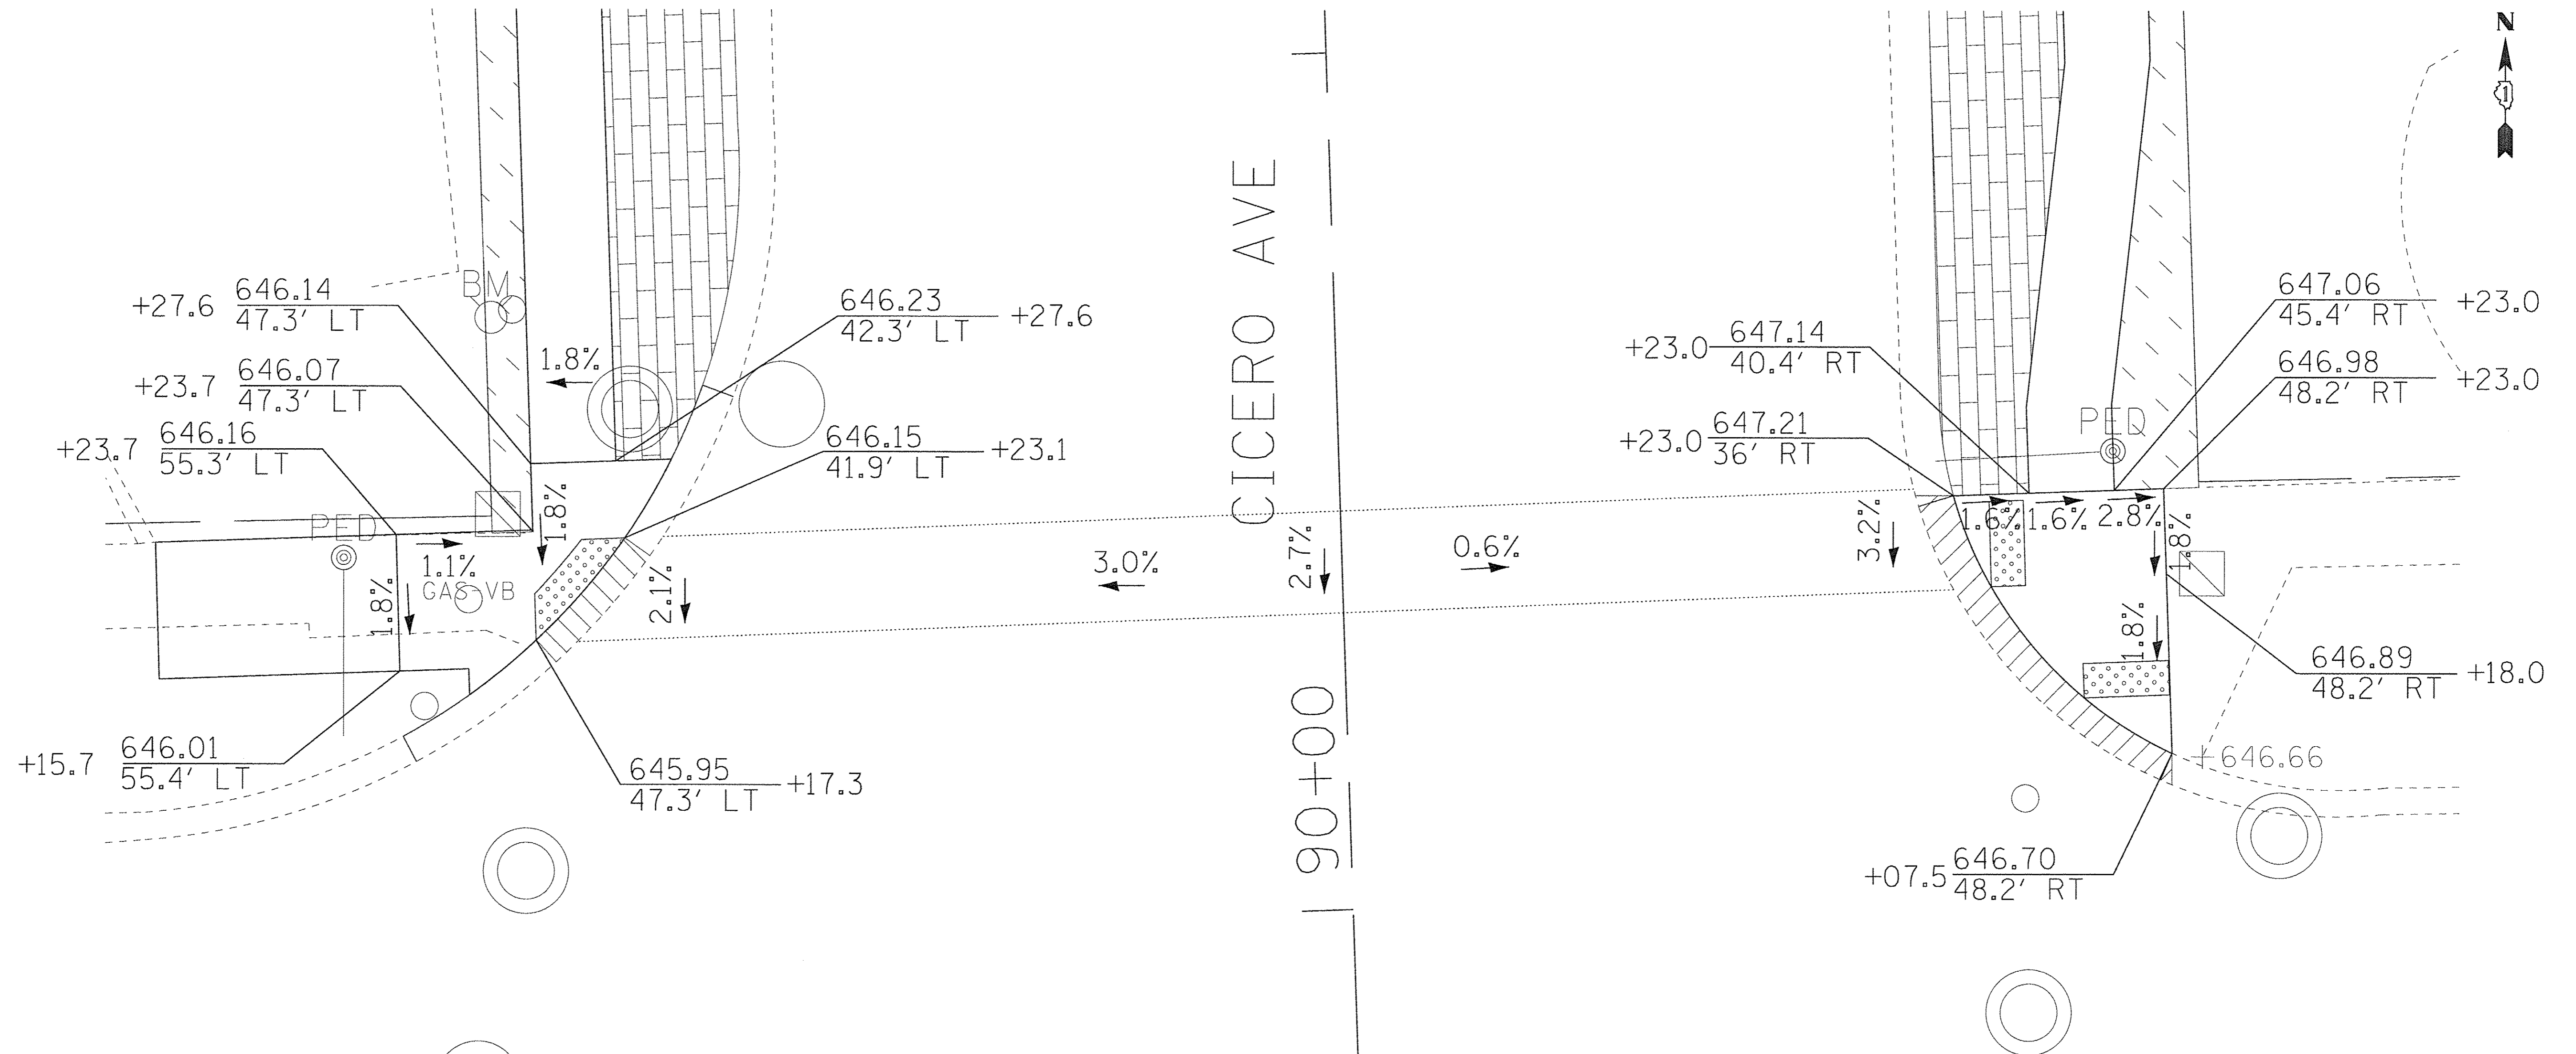 N
1
CICERO AVE
90+00
BM
+27.6 646.14
47.3' LT
+23.7 646.07
47.3' LT
+23.7 646.16
55.3' LT
+15.7 646.01
55.4' LT
1.8%
646.23 +27.6
42.3' LT
646.15 +23.1
41.9' LT
645.95 +17.3
47.3' LT
PED
GAS-VB
1.1%
1.8%
1.8%
2.1%
3.0%
2.7%
0.6%
3.2%
+23.0 647.14
40.4' RT
+23.0 647.21
36' RT
647.06 +23.0
45.4' RT
646.98 +23.0
48.2' RT
PED
1.6% 1.6% 2.8%
1.8%
1.8%
646.89 +18.0
48.2' RT
+646.66
+07.5 646.70
48.2' RT